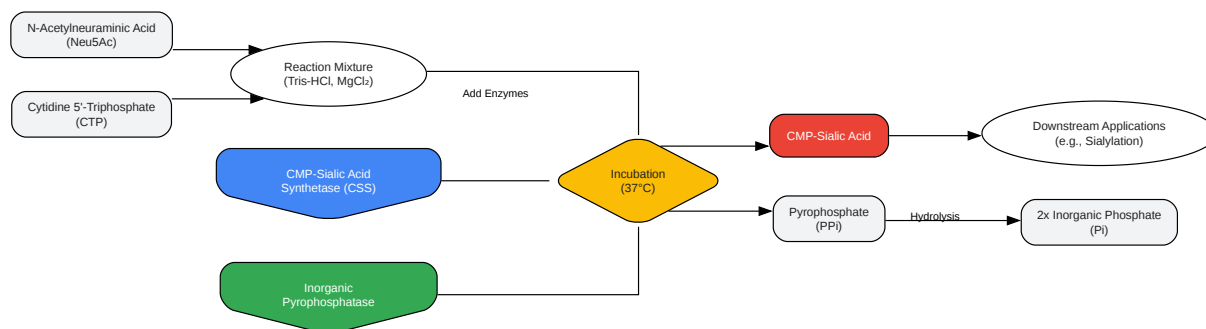 N-Acetylneuraminic Acid
(Neu5Ac)
Cytidine 5'-Triphosphate
(CTP)
Reaction Mixture
(Tris-HCl, MgCl₂)
Add Enzymes
CMP-Sialic Acid
Synthetase (CSS)
Inorganic
Pyrophosphatase
Incubation
(37°C)
CMP-Sialic Acid
Downstream Applications
(e.g., Sialylation)
Pyrophosphate
(PPi)
Hydrolysis
2x Inorganic Phosphate
(Pi)